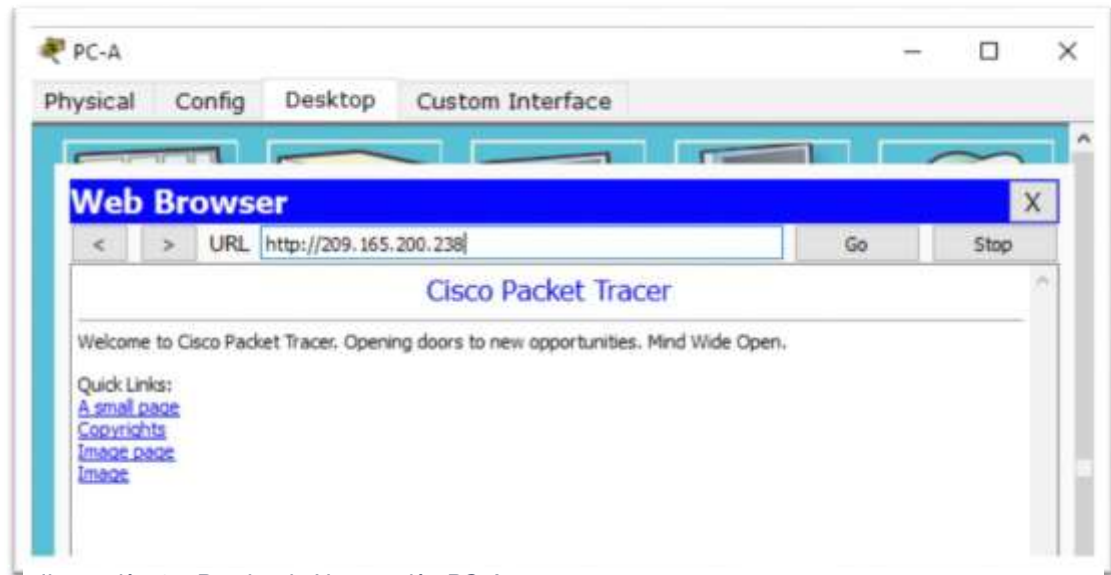 PC-A
Physical Config Desktop Custom Interface
Web Browser X
< > URL http://209.165.200.238 Go Stop
Cisco Packet Tracer
Welcome to Cisco Packet Tracer. Opening doors to new opportunities. Mind Wide Open.
Quick Links:
A small page
Copyrights
Image page
Image